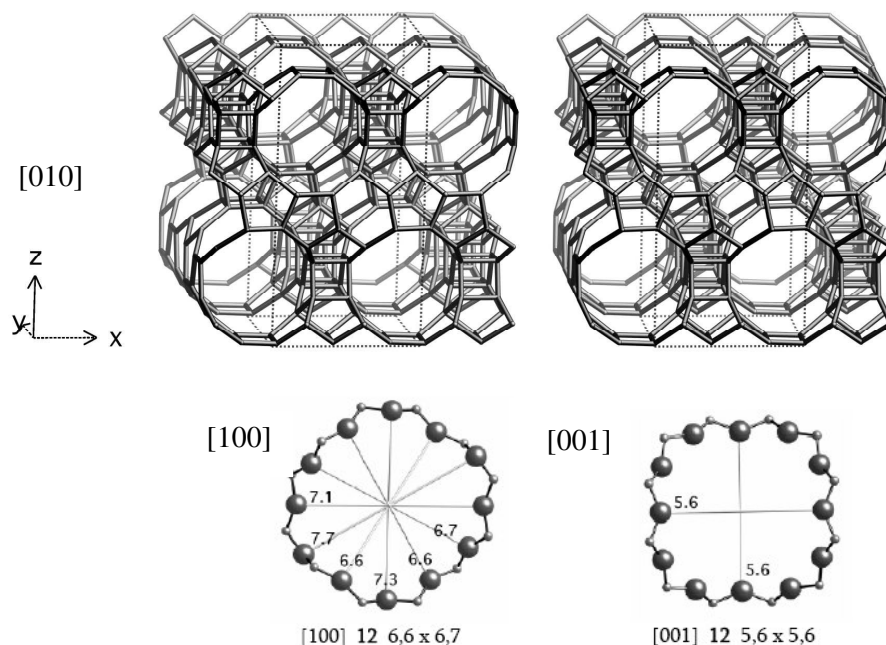 [010]
z
y
x
[100]
7.1
7.7
6.6
7.3
6.6
6.7
[100] 12 6,6 x 6,7
[001]
5.6
5.6
[001] 12 5,6 x 5,6